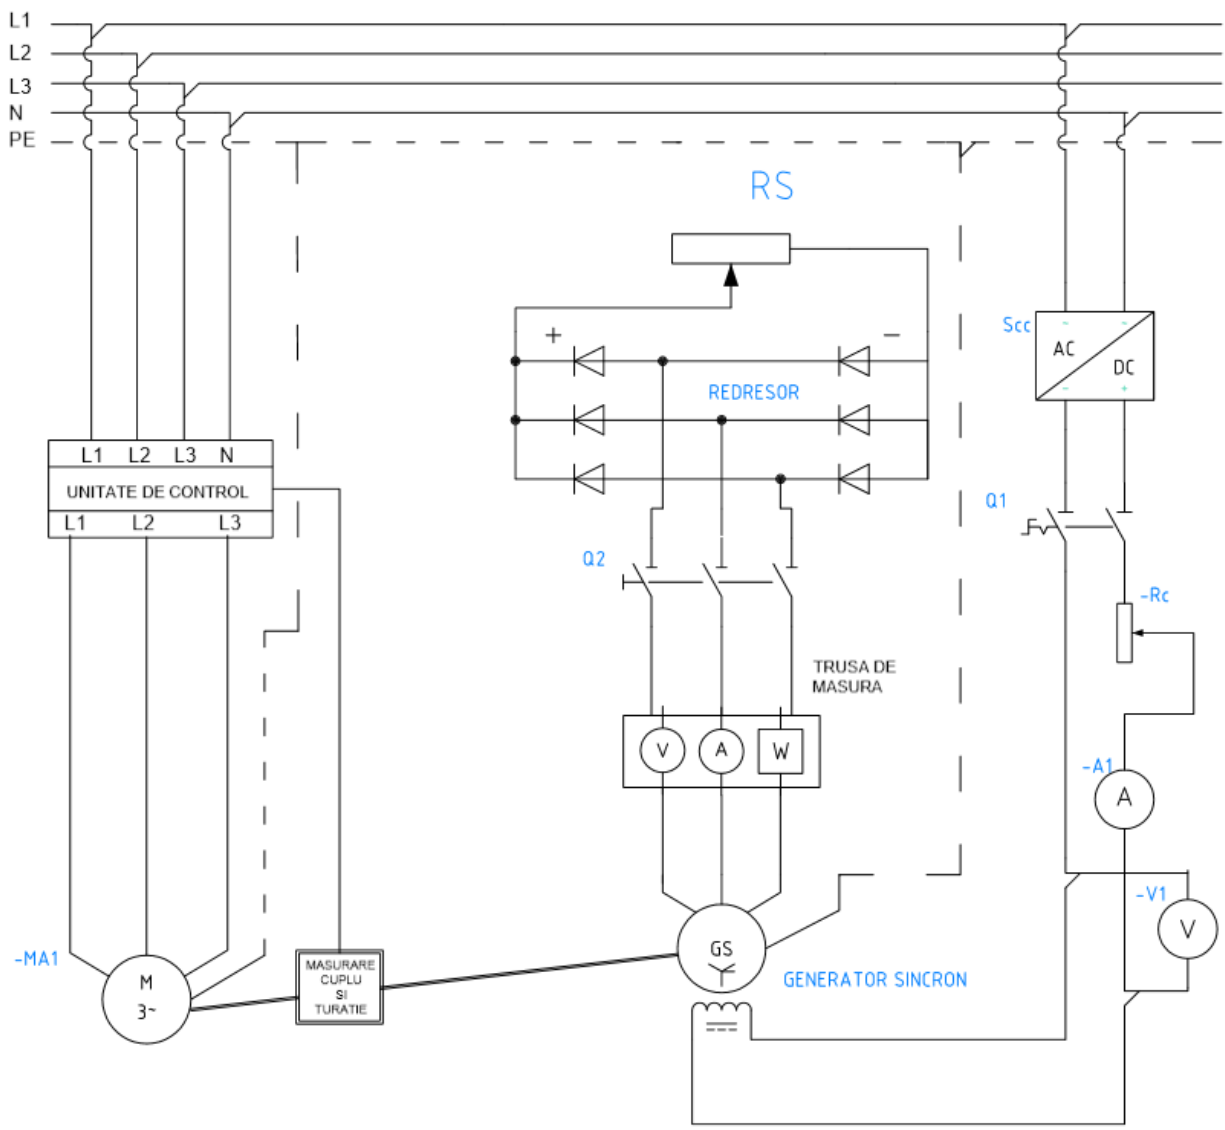 L1
L2
L3
N
PE
RS
+
−
REDRESOR
Scc
~ ~
AC
DC
− +
L1 L2 L3 N
UNITATE DE CONTROL
L1 L2 L3
Q1
Q2
-Rc
TRUSA DE
MASURA
V A W
-A1
A
-V1
V
-MA1
M
3~
MASURARE
CUPLU
SI
TURATIE
GS
GENERATOR SINCRON